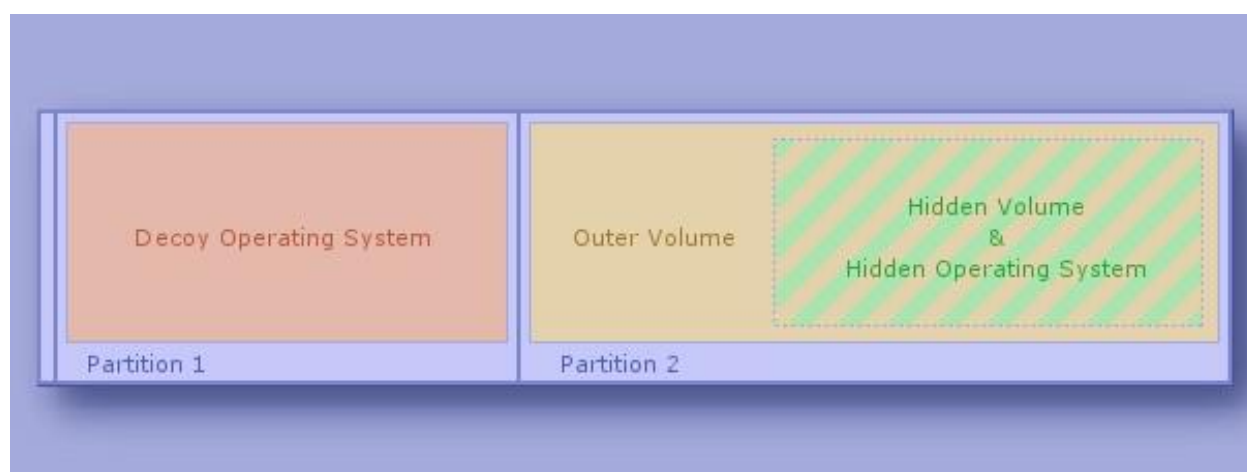 Decoy Operating System
Outer Volume
Hidden Volume
&
Hidden Operating System
Partition 1
Partition 2